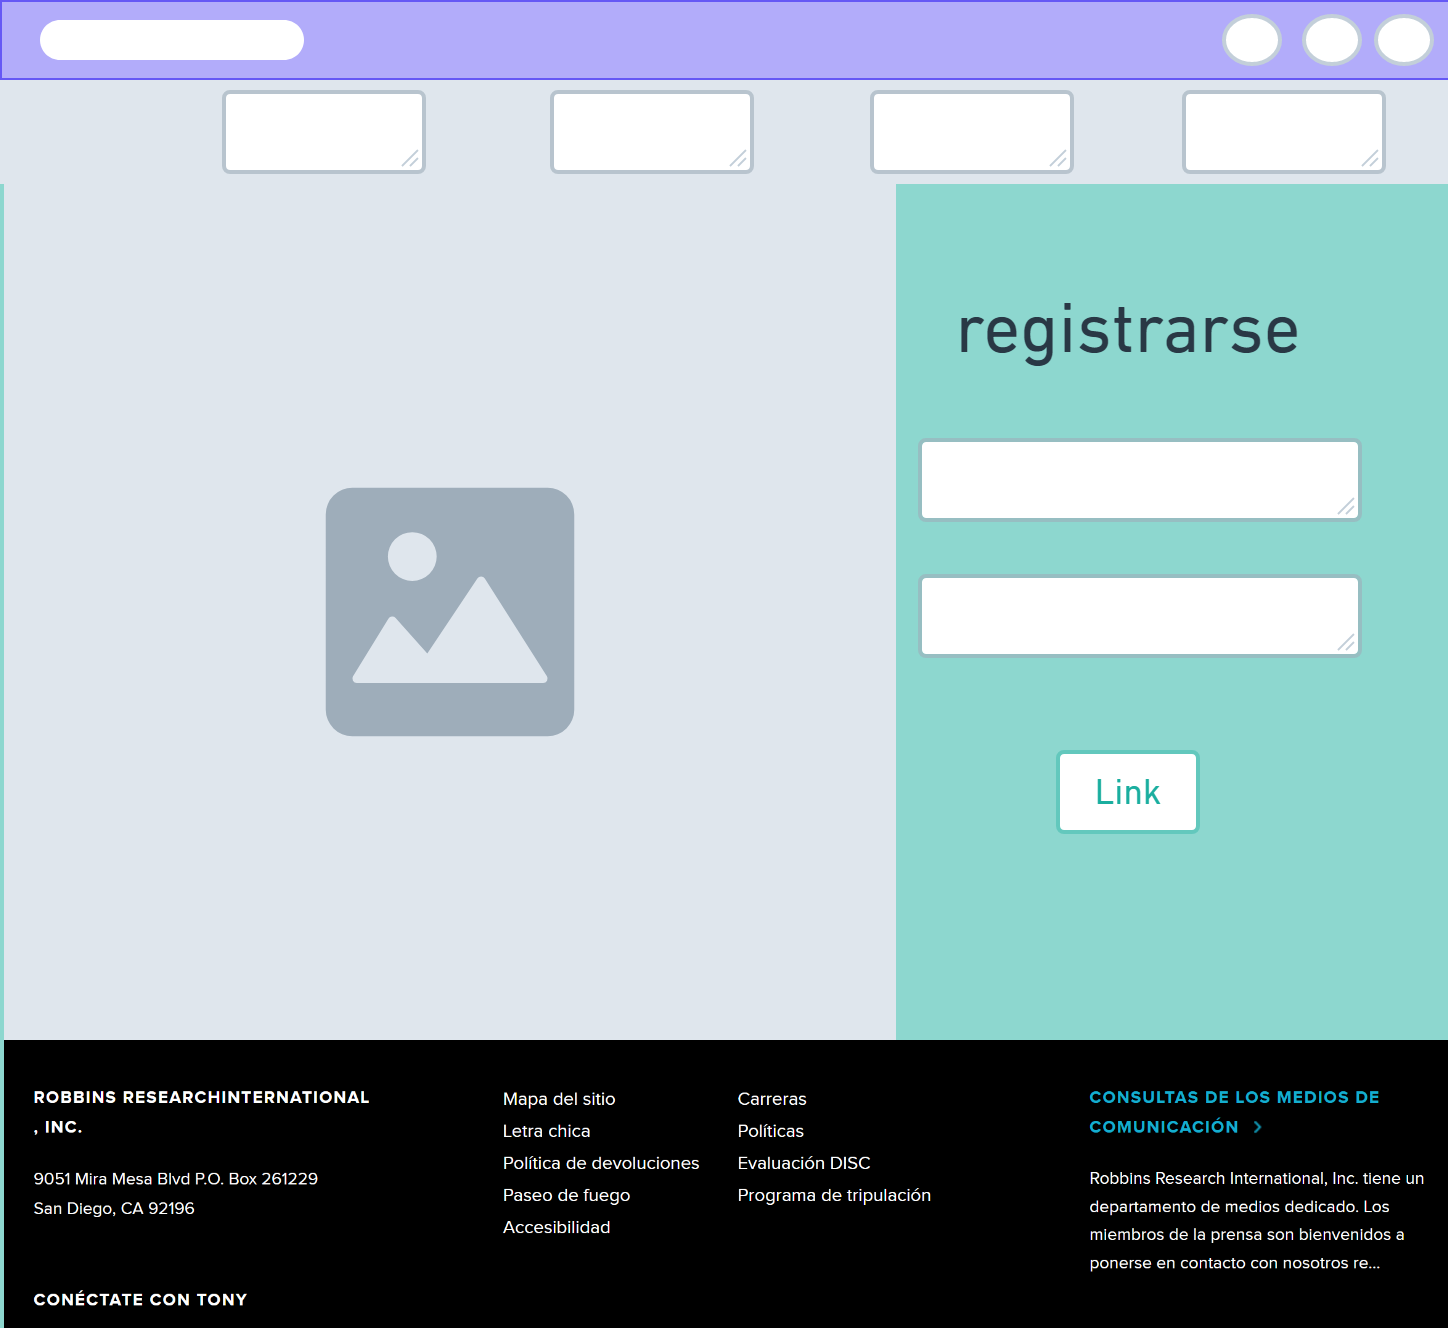 registrarse
Link
ROBBINS RESEARCHINTERNATIONAL
, INC.
9051 Mira Mesa Blvd P.O. Box 261229
San Diego, CA 92196
CONÉCTATE CON TONY
Mapa del sitio
Letra chica
Política de devoluciones
Paseo de fuego
Accesibilidad
Carreras
Políticas
Evaluación DISC
Programa de tripulación
CONSULTAS DE LOS MEDIOS DE
COMUNICACIÓN >
Robbins Research International, Inc. tiene un
departamento de medios dedicado. Los
miembros de la prensa son bienvenidos a
ponerse en contacto con nosotros re...